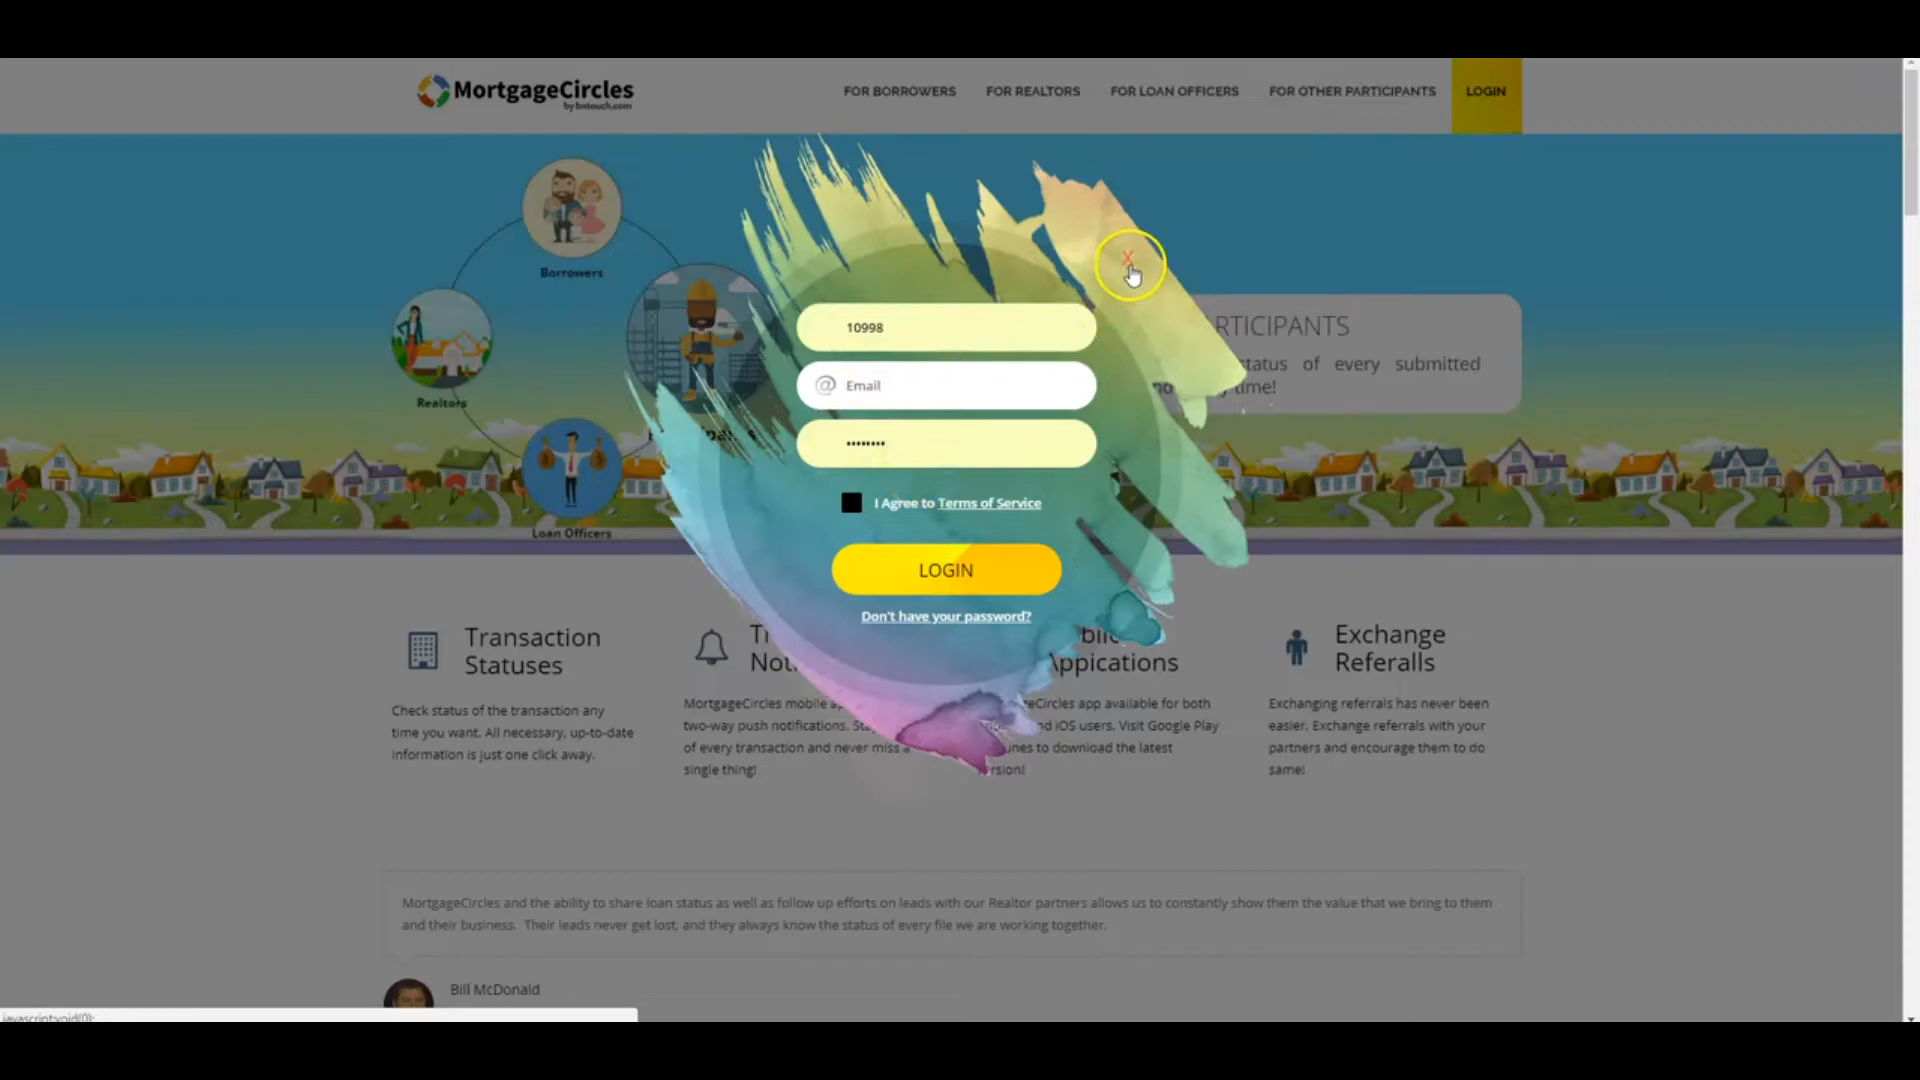 MortgageCircles
by bntouch.com
FOR BORROWERS
FOR REALTORS
FOR LOAN OFFICERS
FOR OTHER PARTICIPANTS
LOGIN
Borrowers
Realtors
Loan Officers
RTICIPANTS
status of every submitted
time!
X
10998
@ Email
••••••••
I Agree to Terms of Service
LOGIN
Don't have your password?
Transaction
Statuses
Check status of the transaction any
time you want. All necessary, up-to-date
information is just one click away.
MortgageCircles mobile
two-way push notifications.
of every transaction and never miss a
single thing!
Appications
eCircles app available for both
iOS users. Visit Google Play
to download the latest
Exchange
Referalls
Exchanging referrals has never been
easier. Exchange referrals with your
partners and encourage them to do
same!
MortgageCircles and the ability to share loan status as well as follow up efforts on leads with our Realtor partners allows us to constantly show them the value that we bring to them
and their business. Their leads never get lost, and they always know the status of every file we are working together.
Bill McDonald
javascript:void(0);